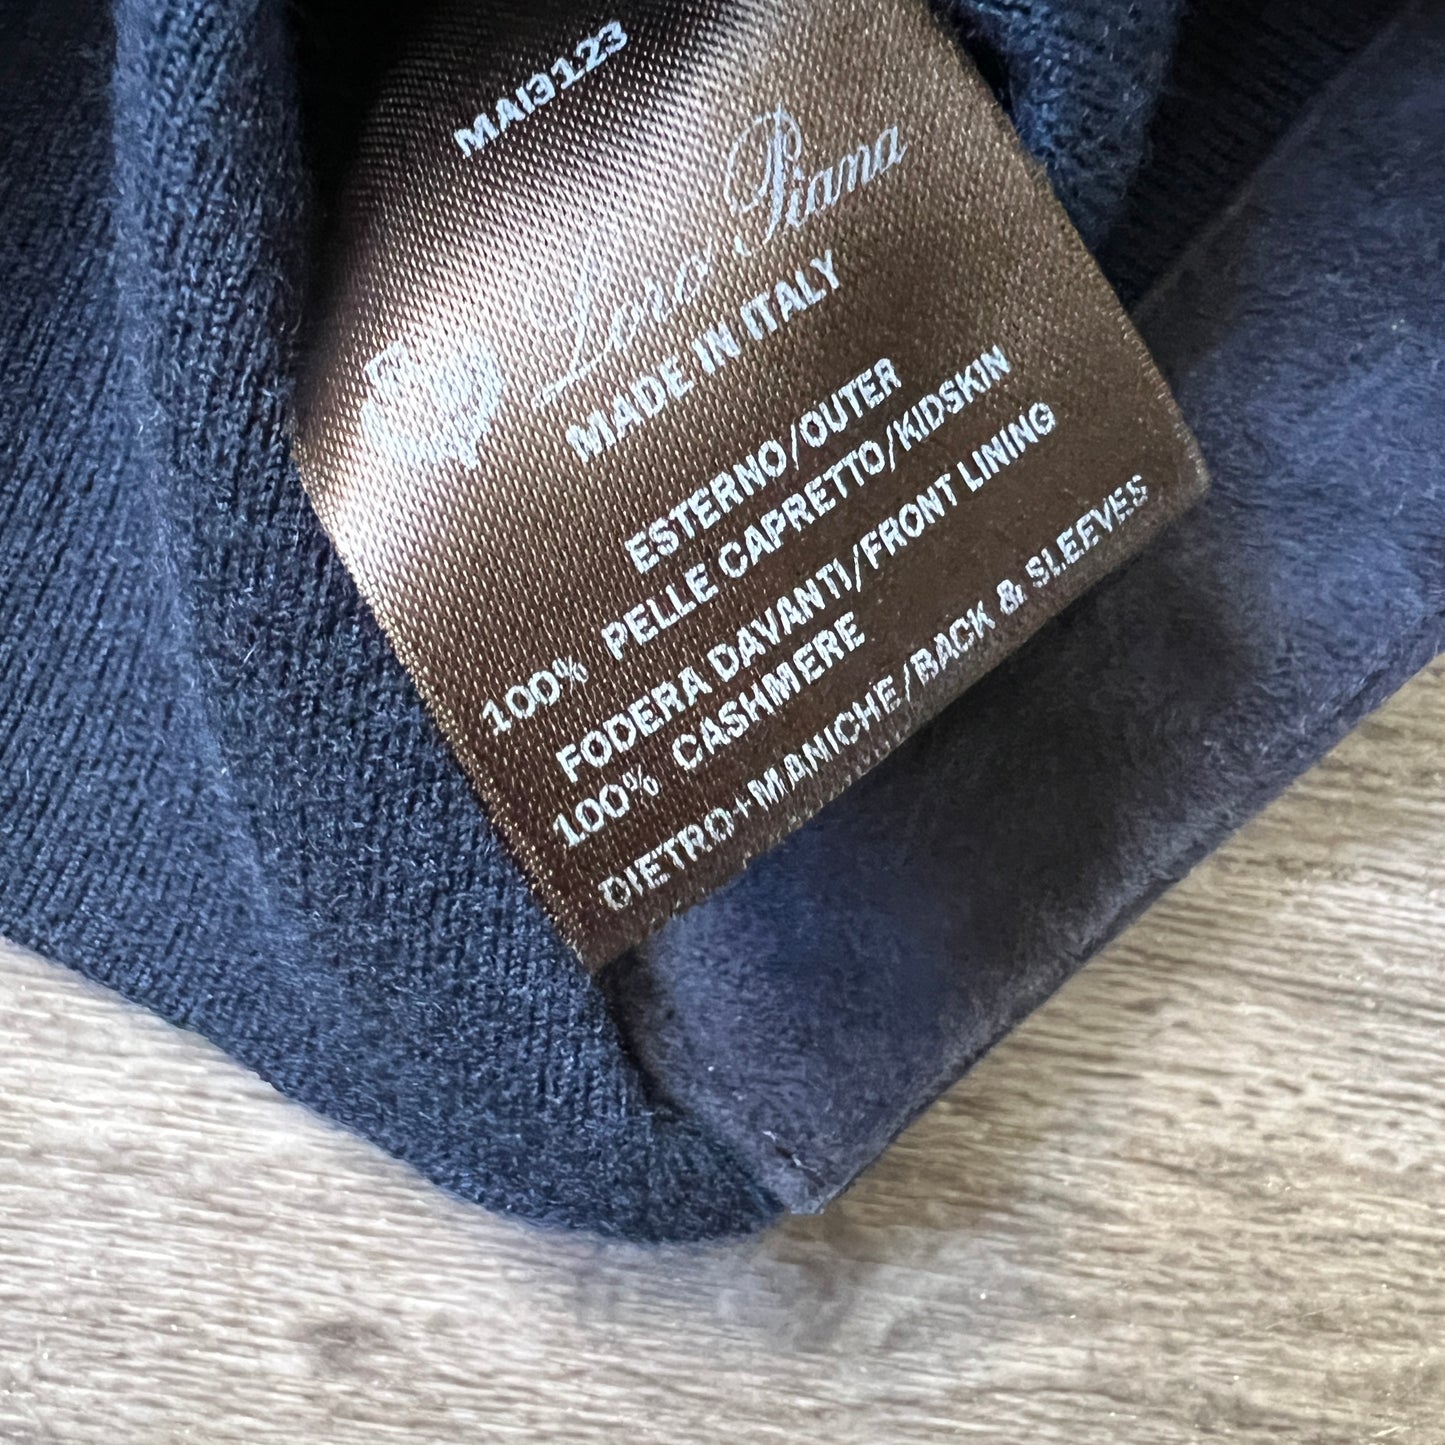 MAI3123
Loro Piana
MADE IN ITALY
ESTERNO/OUTER
100% PELLE CAPRETTO/KIDSKIN
FODERA DAVANTI/FRONT LINING
100% CASHMERE
DIETRO+MANICHE/BACK & SLEEVES